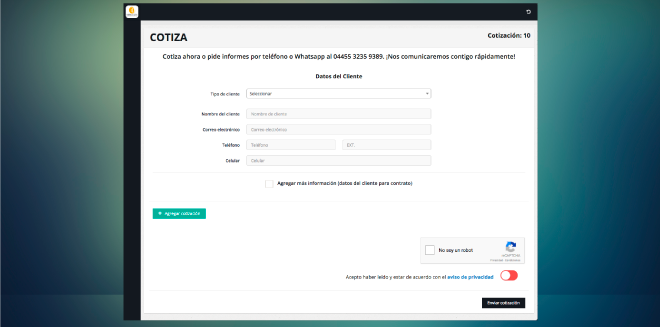 COTIZA
Cotización: 10
Cotiza ahora o pide informes por teléfono o Whatsapp al 04455 3235 9389. ¡Nos comunicaremos contigo rápidamente!
Datos del Cliente
Tipo de cliente
Seleccionar
Nombre del cliente
Nombre de cliente
Correo electrónico
Correo electrónico
Teléfono
Teléfono
EXT.
Celular
Celular
Agregar más información (datos del cliente para contrato)
+ Agregar cotización
No soy un robot
reCAPTCHA
Acepto haber leído y estar de acuerdo con el aviso de privacidad
Enviar cotización